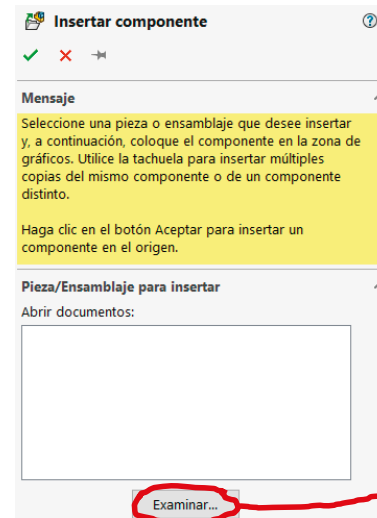 Insertar componente
Mensaje
Seleccione una pieza o ensamblaje que desee insertar
y, a continuación, coloque el componente en la zona de
gráficos. Utilice la tachuela para insertar múltiples
copias del mismo componente o de un componente
distinto.
Haga clic en el botón Aceptar para insertar un
componente en el origen.
Pieza/Ensamblaje para insertar
Abrir documentos:
Examinar...